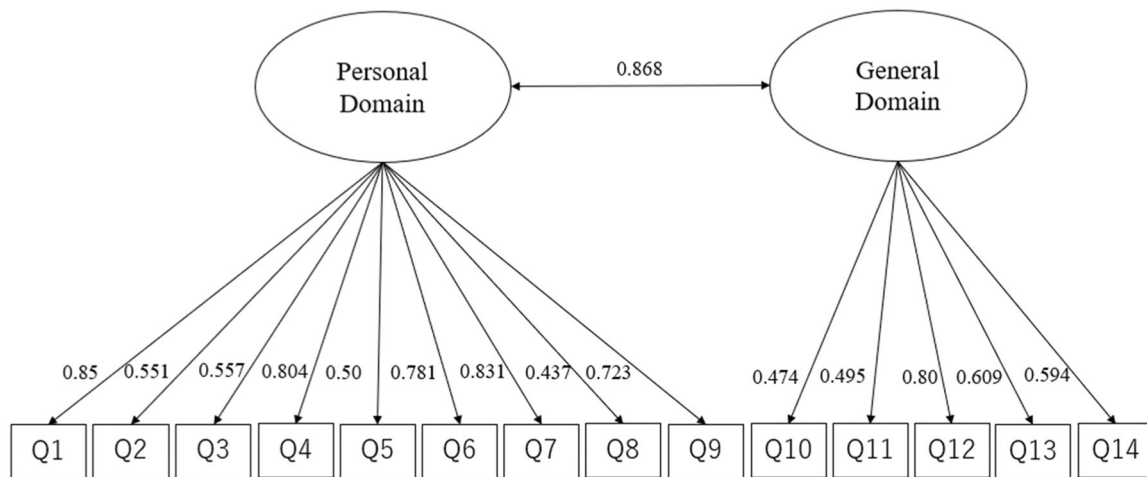 Personal
Domain
0.868
General
Domain
0.85
0.551
0.557
0.804
0.50
0.781
0.831
0.437
0.723
0.474
0.495
0.80
0.609
0.594
Q1
Q2
Q3
Q4
Q5
Q6
Q7
Q8
Q9
Q10
Q11
Q12
Q13
Q14